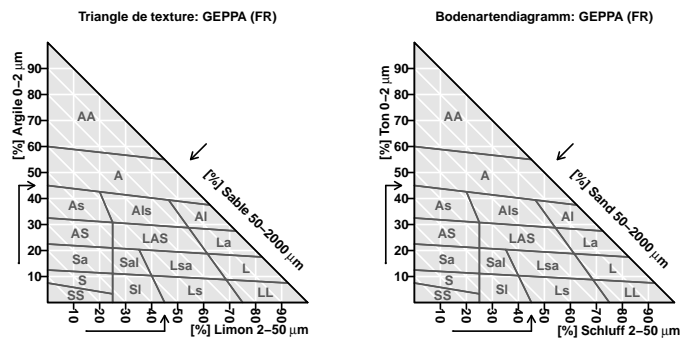 Triangle de texture: GEPPA (FR)
[%] Argile 0–2 µm
90
80
70
60
50
40
30
20
10
AA
A
As
Als
Al
AS
LAS
La
Sa
Sal
Lsa
L
S
Sl
Ls
LL
SS
[%] Sable 50–2000 µm
10
20
30
40
50
60
70
80
90
[%] Limon 2–50 µm
Bodenartendiagramm: GEPPA (FR)
[%] Ton 0–2 µm
90
80
70
60
50
40
30
20
10
AA
A
As
Als
Al
AS
LAS
La
Sa
Sal
Lsa
L
S
Sl
Ls
LL
SS
[%] Sand 50–2000 µm
10
20
30
40
50
60
70
80
90
[%] Schluff 2–50 µm